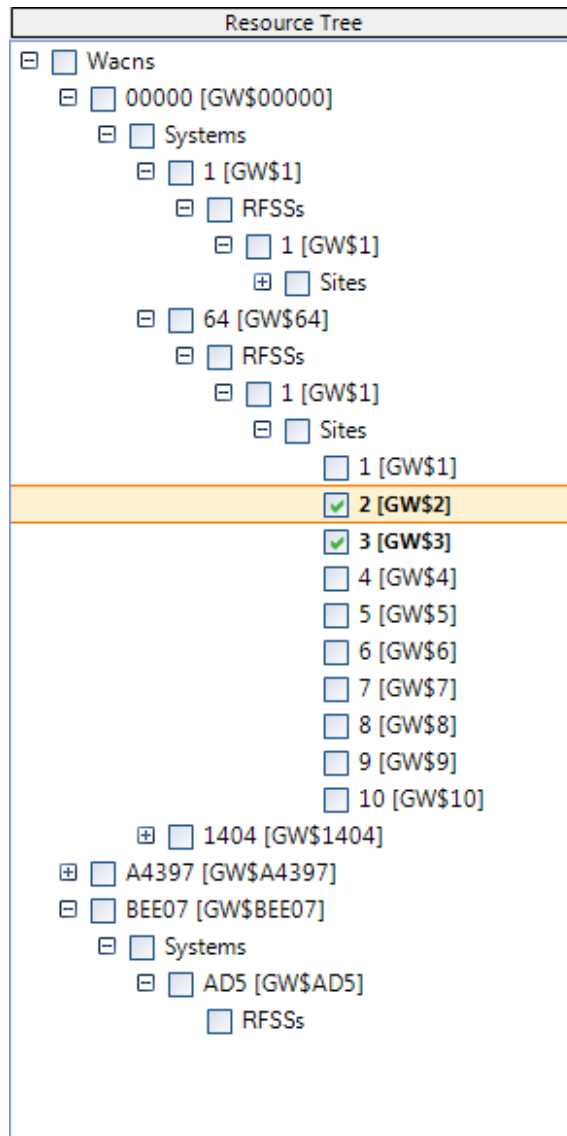 Resource Tree
Wacns
00000 [GW$00000]
Systems
1 [GW$1]
RFSSs
1 [GW$1]
Sites
64 [GW$64]
RFSSs
1 [GW$1]
Sites
1 [GW$1]
2 [GW$2]
3 [GW$3]
4 [GW$4]
5 [GW$5]
6 [GW$6]
7 [GW$7]
8 [GW$8]
9 [GW$9]
10 [GW$10]
1404 [GW$1404]
A4397 [GW$A4397]
BEE07 [GW$BEE07]
Systems
AD5 [GW$AD5]
RFSSs